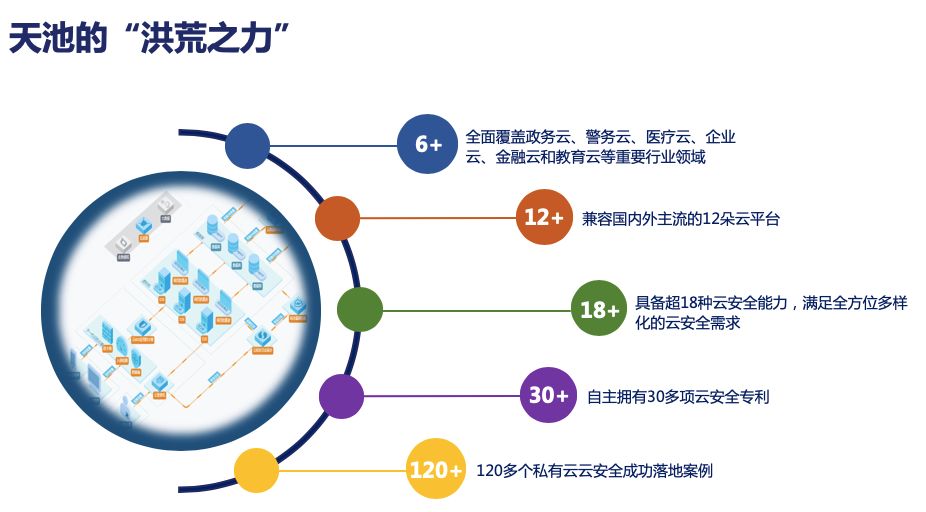 天池的“洪荒之力”
6+
全面覆盖政务云、警务云、医疗云、企业
云、金融云和教育云等重要行业领域
12+
兼容国内外主流的12朵云平台
18+
具备超18种云安全能力，满足全方位多样
化的云安全需求
30+
自主拥有30多项云安全专利
120+
120多个私有云云安全成功落地案例